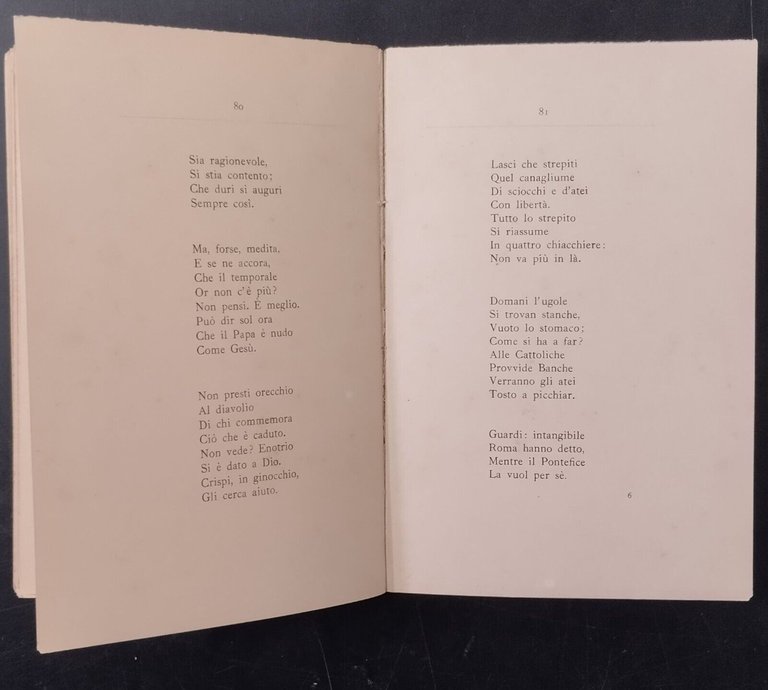 80
Sia ragionevole,
Si stia contento;
Che duri si auguri
Sempre così.
Ma, forse, medita,
E se ne accora,
Che il temporale
Or non c'è più?
Non pensi. È meglio.
Può dir sol ora
Che il Papa è nudo
Come Gesù.
Non presti orecchio
Al diavolio
Di chi commemora
Ciò che è caduto.
Non vede? Enotrio
Si è dato a Dio.
Crispi, in ginocchio,
Gli cerca aiuto.
81
Lasci che strepiti
Quel canagliume
Di sciocchi e d'atei
Con libertà.
Tutto lo strepito
Si riassume
In quattro chiacchiere:
Non va più in là.
Domani l'ugole
Si trovan stanche,
Vuoto lo stomaco;
Come si ha a far?
Alle Cattoliche
Provvide Banche
Verranno gli atei
Tosto a picchiar.
Guardi: intangibile
Roma hanno detto,
Mentre il Pontefice
La vuol per sè.
6